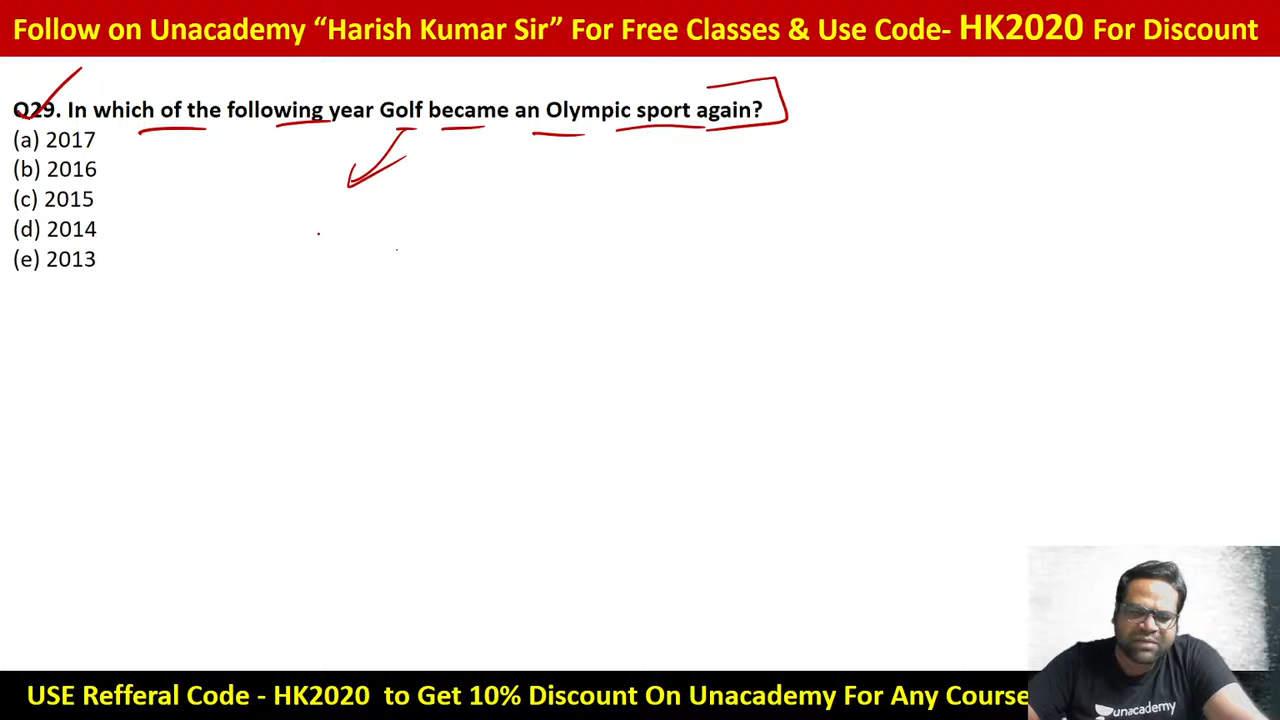 Follow on Unacademy “Harish Kumar Sir” For Free Classes & Use Code- HK2020 For Discount
Q29. In which of the following year Golf became an Olympic sport again?
(a) 2017
(b) 2016
(c) 2015
(d) 2014
(e) 2013
unacademy
USE Refferal Code - HK2020 to Get 10% Discount On Unacademy For Any Course